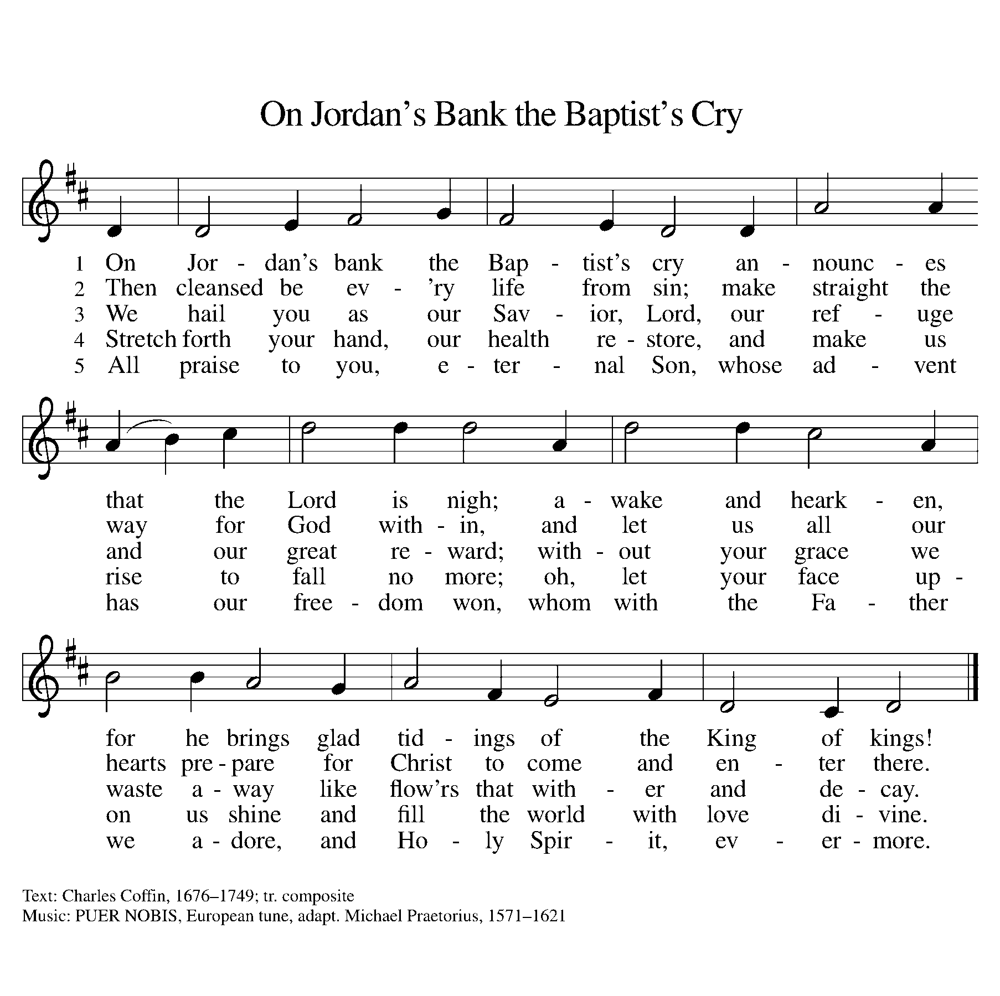 On Jordan’s Bank the Baptist’s Cry
1 On Jor - dan’s bank the Bap - tist’s cry an - nounc - es
2 Then cleansed be ev - ’ry life from sin; make straight the
3 We hail you as our Sav - ior, Lord, our ref - uge
4 Stretch forth your hand, our health re - store, and make us
5 All praise to you, e - ter - nal Son, whose ad - vent
that the Lord is nigh; a - wake and heark - en,
way for God with - in, and let us all our
and our great re - ward; with - out your grace we
rise to fall no more; oh, let your face up -
has our free - dom won, whom with the Fa - ther
for he brings glad tid - ings of the King of kings!
hearts pre - pare for Christ to come and en - ter there.
waste a - way like flow’rs that with - er and de - cay.
on us shine and fill the world with love di - vine.
we a - dore, and Ho - ly Spir - it, ev - er - more.
Text: Charles Coffin, 1676–1749; tr. composite
Music: PUER NOBIS, European tune, adapt. Michael Praetorius, 1571–1621